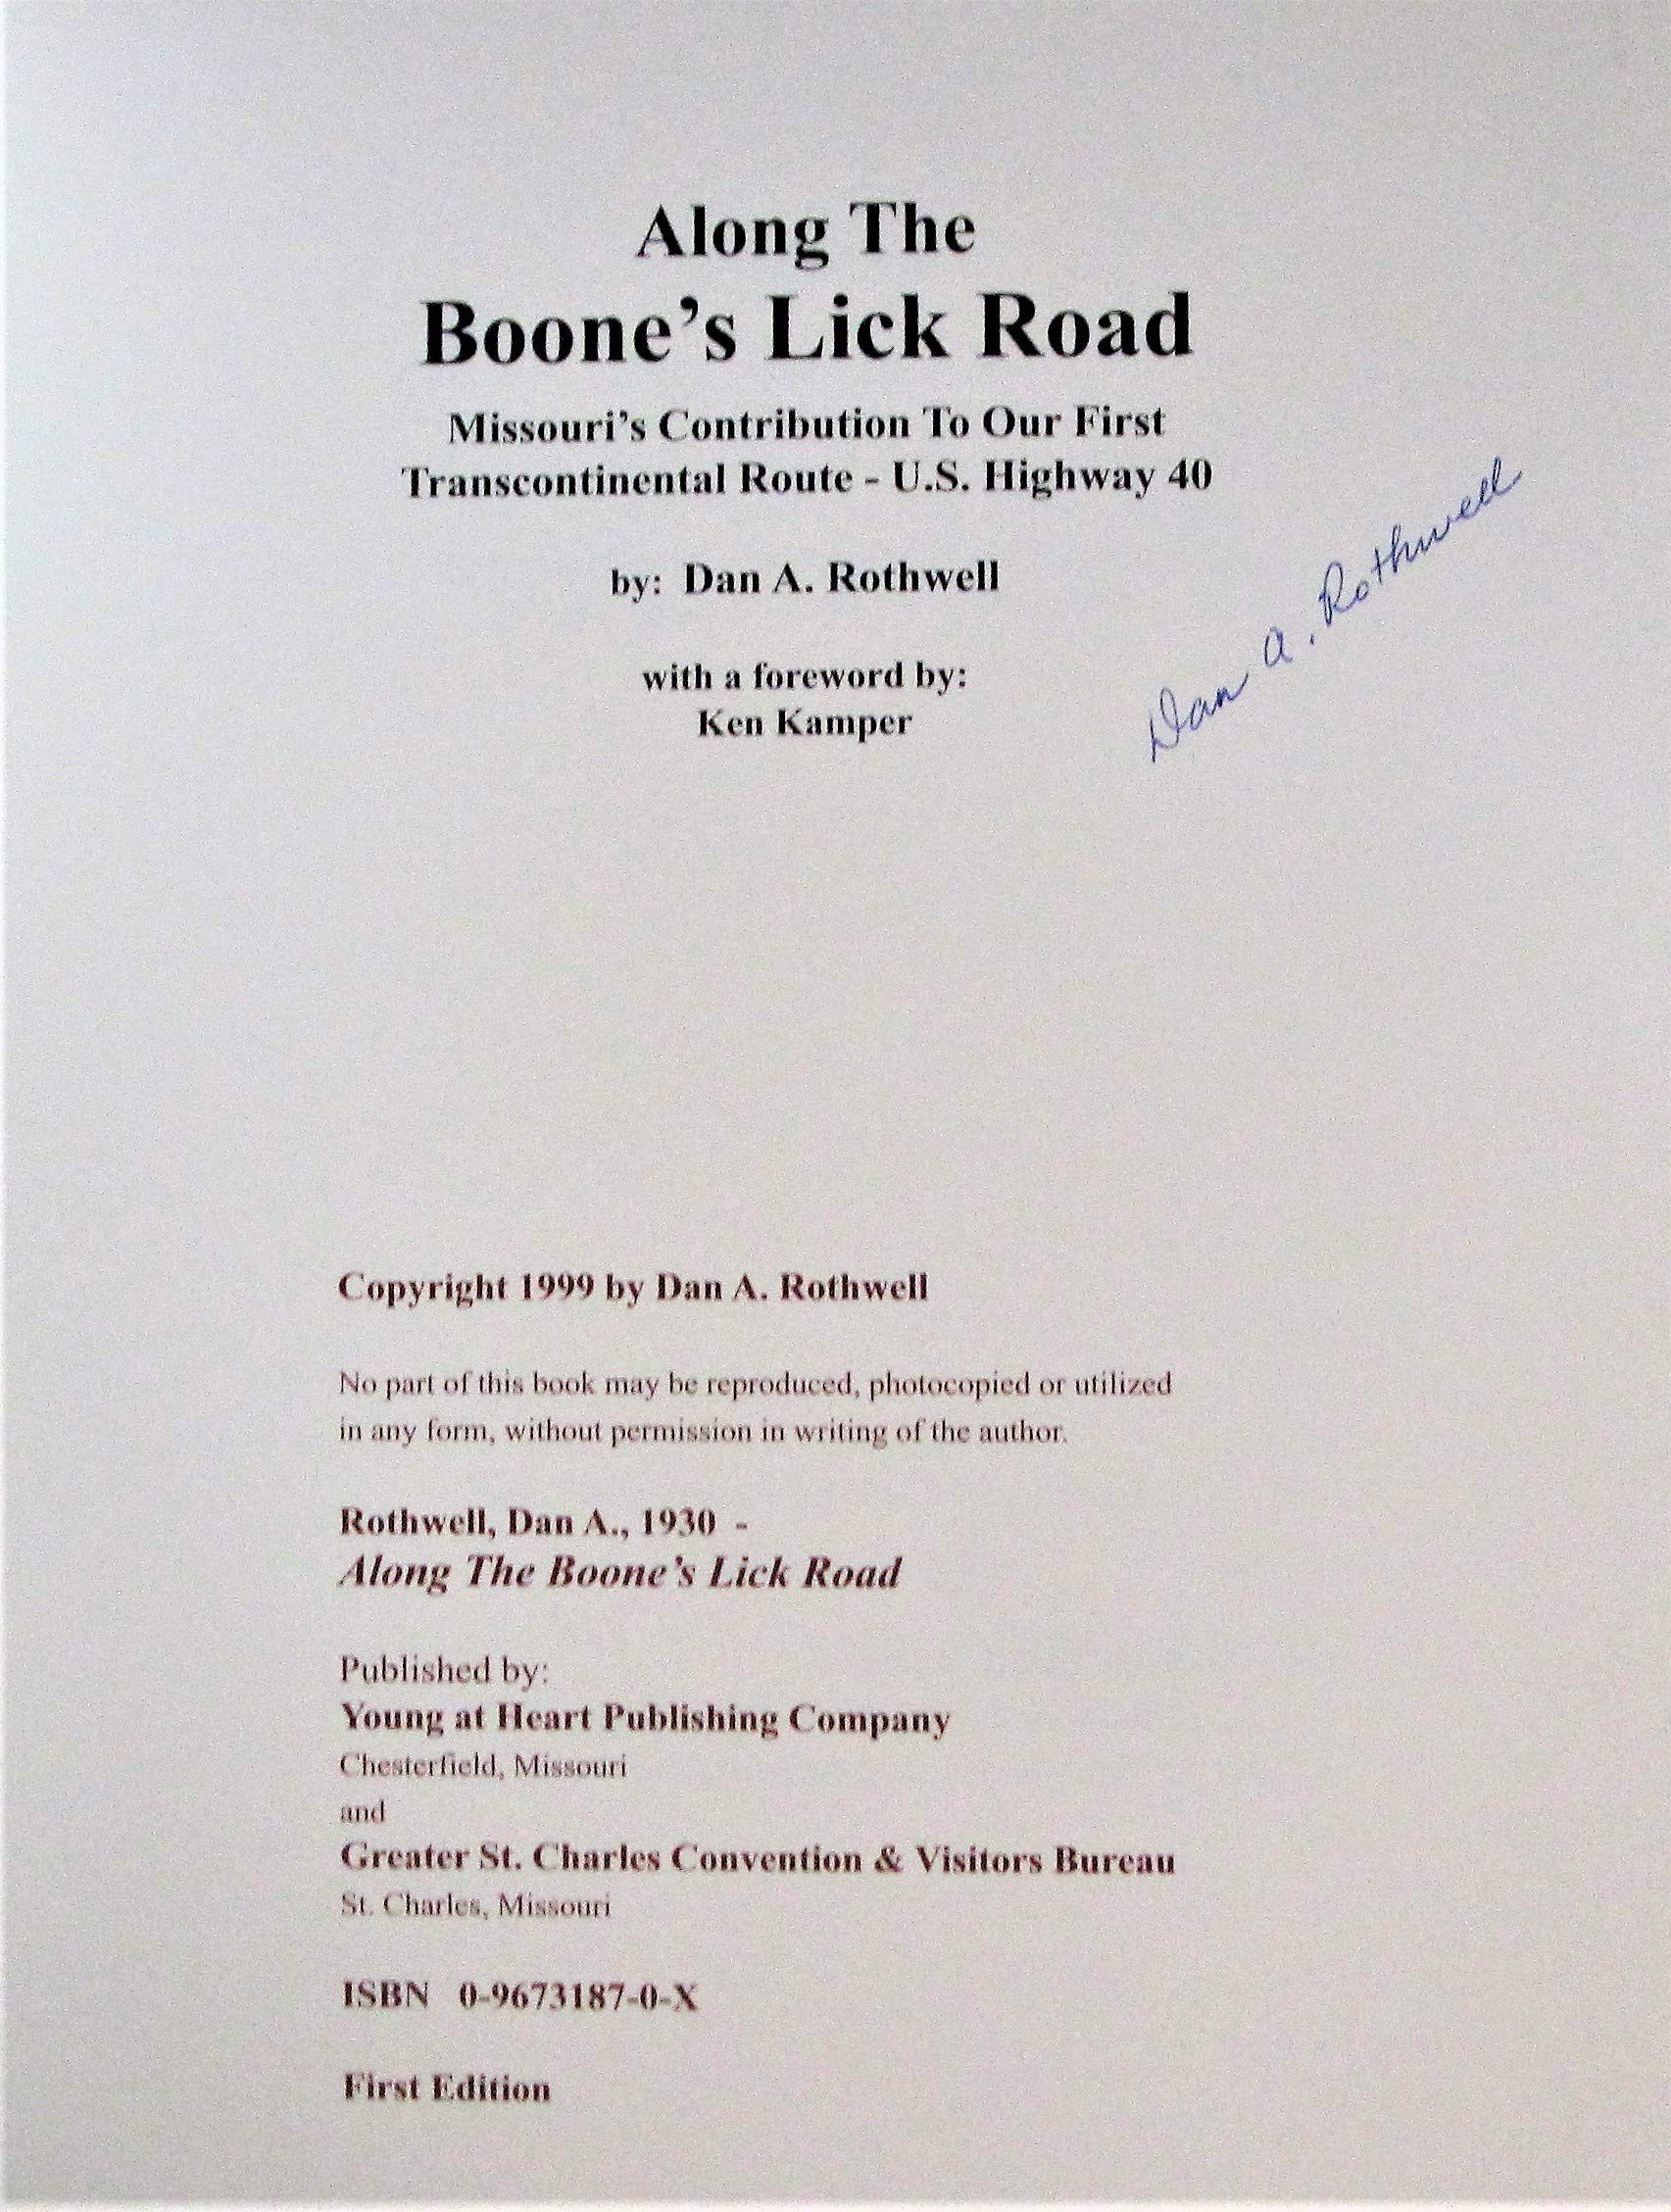 Along The
Boone's Lick Road
Missouri's Contribution To Our First
Transcontinental Route - U.S. Highway 40
by: Dan A. Rothwell
with a foreword by:
Ken Kamper
Dan A. Rothwell
Copyright 1999 by Dan A. Rothwell
No part of this book may be reproduced, photocopied or utilized
in any form, without permission in writing of the author.
Rothwell, Dan A., 1930 -
Along The Boone's Lick Road
Published by:
Young at Heart Publishing Company
Chesterfield, Missouri
and
Greater St. Charles Convention & Visitors Bureau
St. Charles, Missouri
ISBN 0-9673187-0-X
First Edition